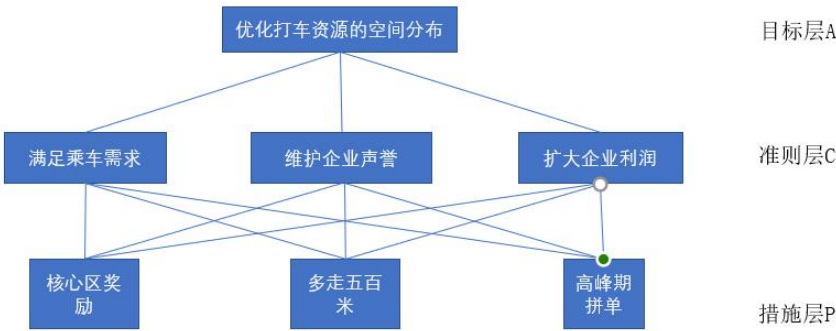 优化打车资源的空间分布
目标层A
满足乘车需求
维护企业声誉
扩大企业利润
准则层C
核心区奖
励
多走五百
米
高峰期
拼单
措施层P